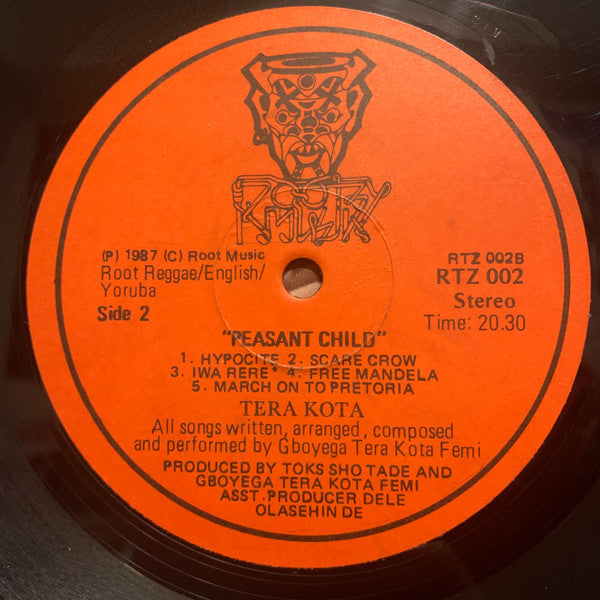 ROOTZ
KMUZIK
(P) 1987 (C) Root Music
Root Reggae/English/
Yoruba
Side 2
RTZ 002B
RTZ 002
Stereo
Time: 20.30
"PEASANT CHILD"
1. HYPOCITE 2. SCARE CROW
3. IWA RERE* 4. FREE MANDELA
5. MARCH ON TO PRETORIA
TERA KOTA
All songs written, arranged, composed
and performed by Gboyega Tera Kota Femi
PRODUCED BY TOKS SHO TADE AND
GBOYEGA TERA KOTA FEMI
ASST. PRODUCER DELE
OLASEHIN DE